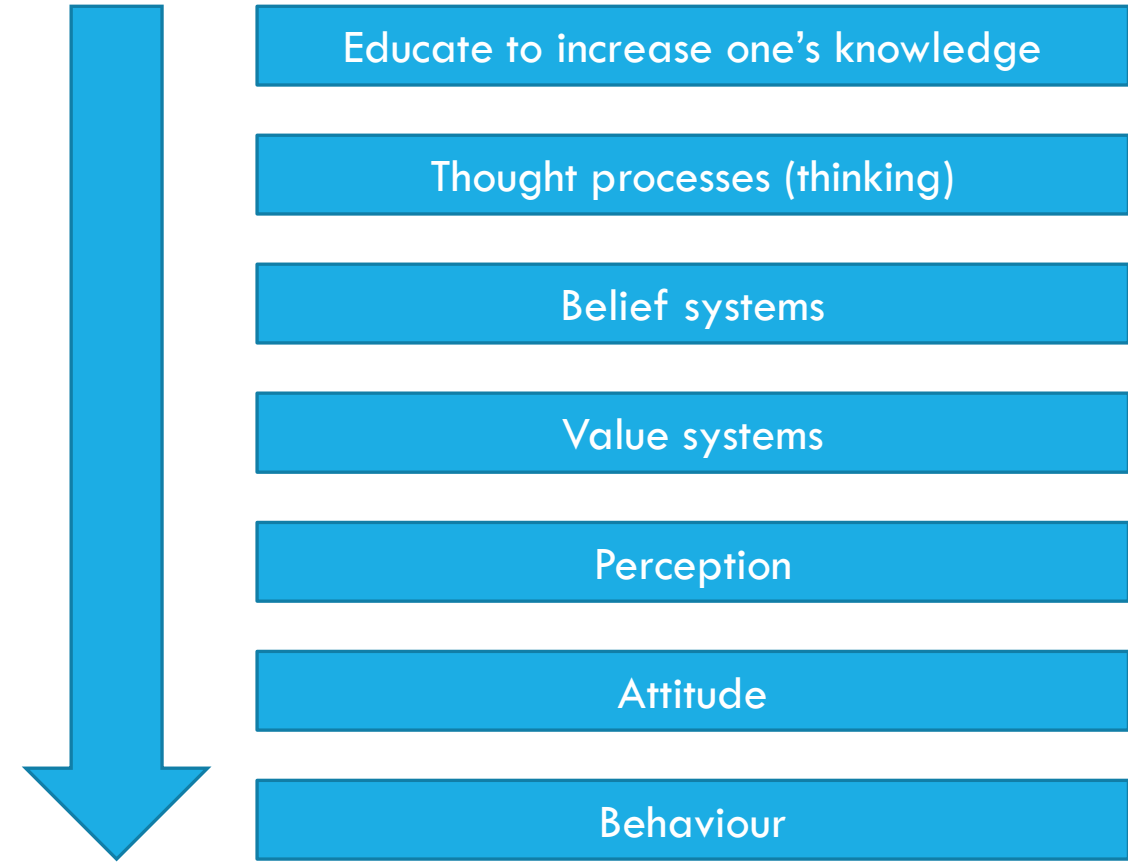 Educate to increase one’s knowledge
Thought processes (thinking)
Belief systems
Value systems
Perception
Attitude
Behaviour